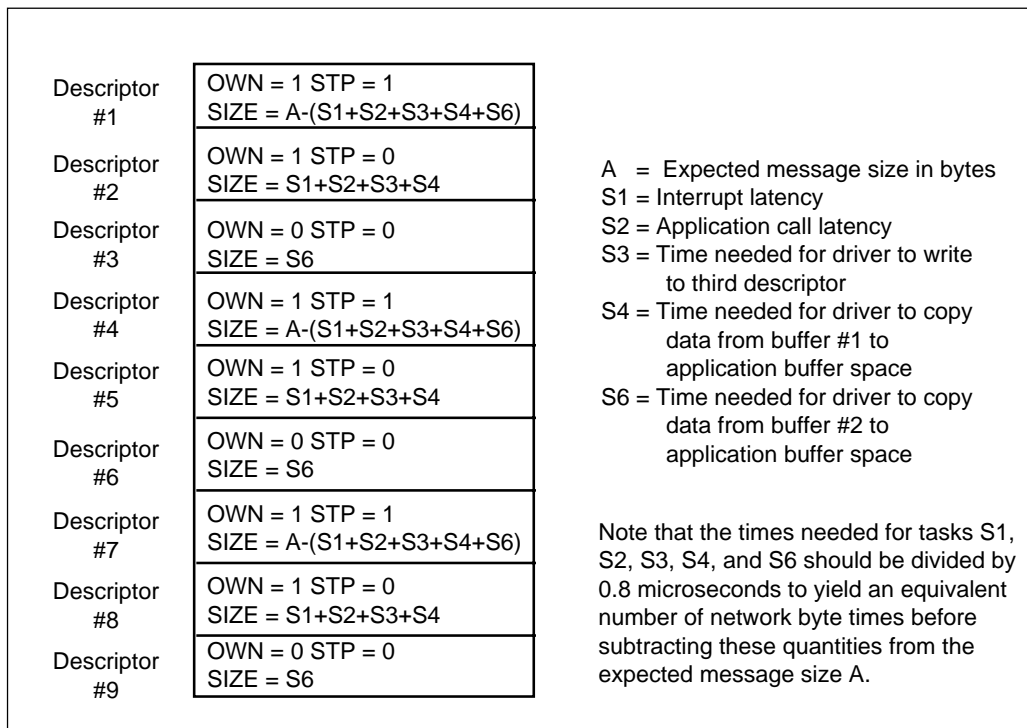 Descriptor
#1
OWN = 1 STP = 1
SIZE = A-(S1+S2+S3+S4+S6)
Descriptor
#2
OWN = 1 STP = 0
SIZE = S1+S2+S3+S4
Descriptor
#3
OWN = 0 STP = 0
SIZE = S6
Descriptor
#4
OWN = 1 STP = 1
SIZE = A-(S1+S2+S3+S4+S6)
Descriptor
#5
OWN = 1 STP = 0
SIZE = S1+S2+S3+S4
Descriptor
#6
OWN = 0 STP = 0
SIZE = S6
Descriptor
#7
OWN = 1 STP = 1
SIZE = A-(S1+S2+S3+S4+S6)
Descriptor
#8
OWN = 1 STP = 0
SIZE = S1+S2+S3+S4
Descriptor
#9
OWN = 0 STP = 0
SIZE = S6
A = Expected message size in bytes
S1 = Interrupt latency
S2 = Application call latency
S3 = Time needed for driver to write
to third descriptor
S4 = Time needed for driver to copy
data from buffer #1 to
application buffer space
S6 = Time needed for driver to copy
data from buffer #2 to
application buffer space
Note that the times needed for tasks S1,
S2, S3, S4, and S6 should be divided by
0.8 microseconds to yield an equivalent
number of network byte times before
subtracting these quantities from the
expected message size A.